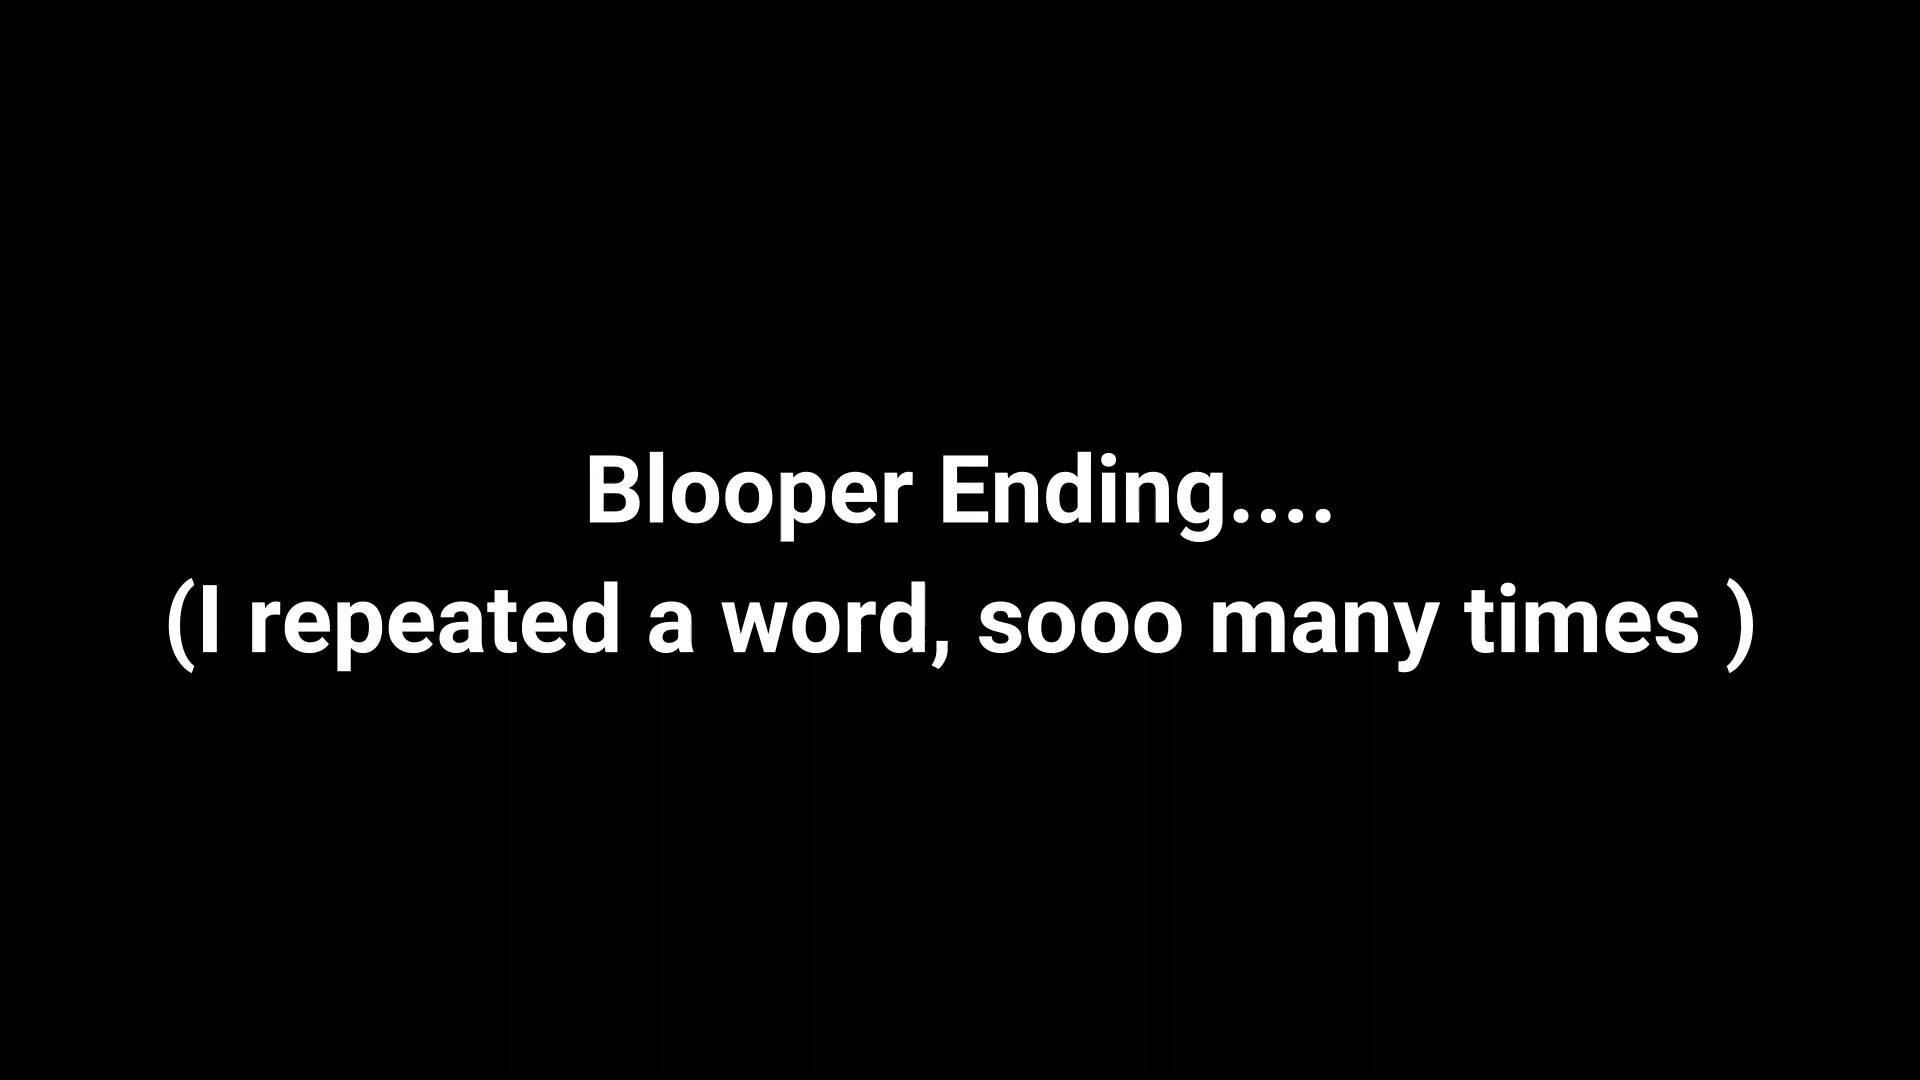 Blooper Ending....
(I repeated a word, sooo many times )